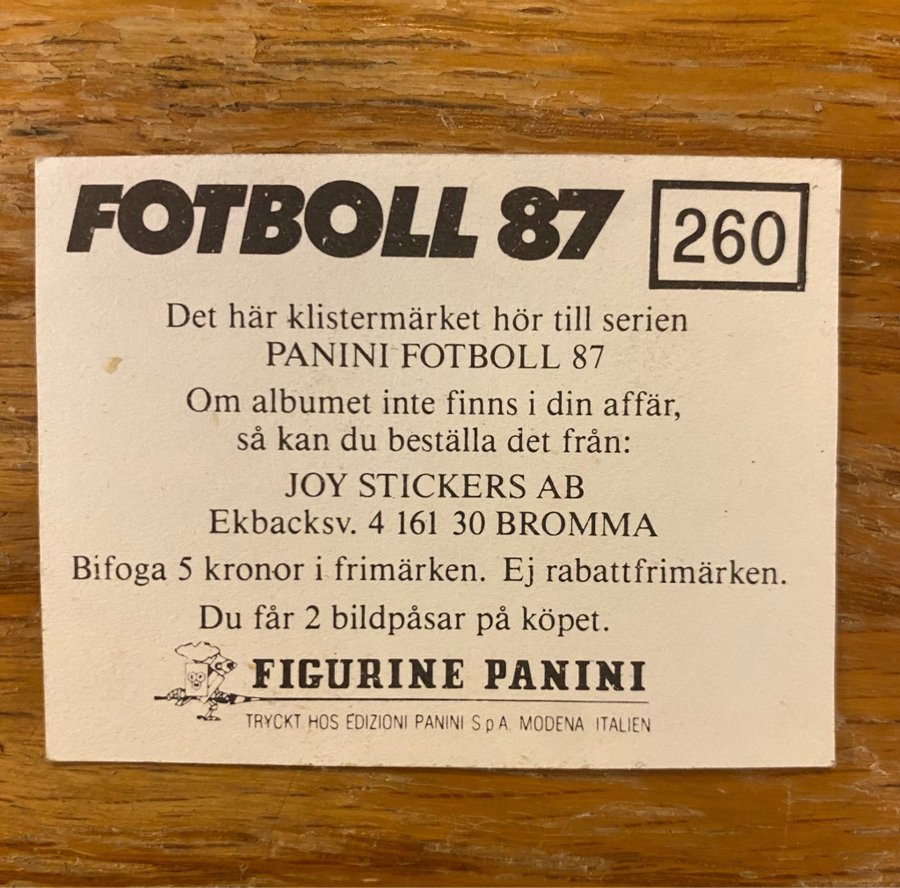 FOTBOLL 87 260
Det här klistermärket hör till serien
PANINI FOTBOLL 87
Om albumet inte finns i din affär,
så kan du beställa det från:
JOY STICKERS AB
Ekbacksv. 4 161 30 BROMMA
Bifoga 5 kronor i frimärken. Ej rabattfrimärken.
Du får 2 bildpåsar på köpet.
FIGURINE PANINI
TRYCKT HOS EDIZIONI PANINI S.p.A. MODENA ITALIEN